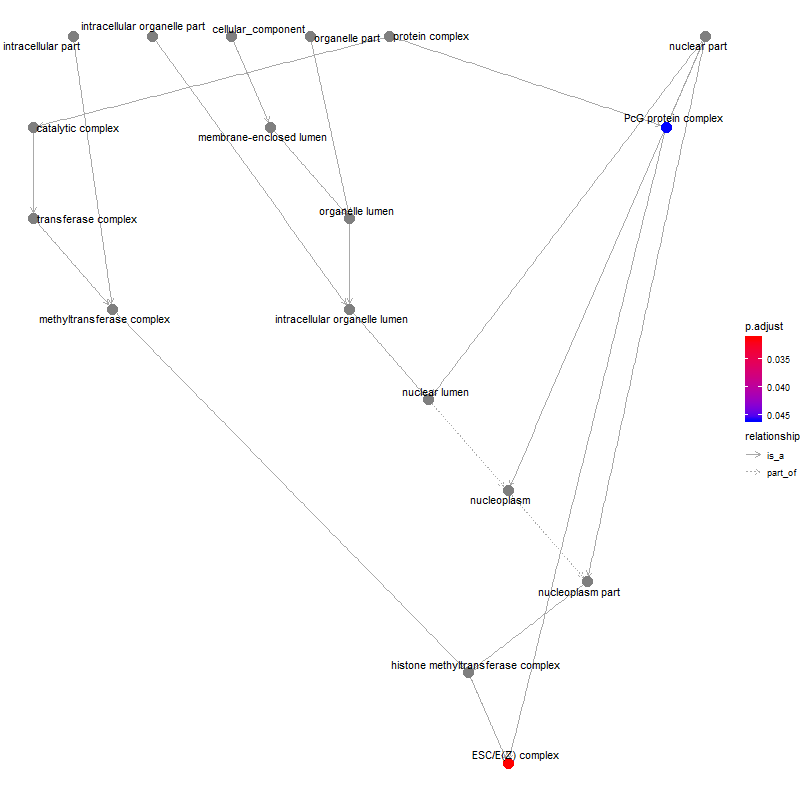 intracellular organelle part
cellular_component
organelle part
protein complex
intracellular part
nuclear part
PcG protein complex
catalytic complex
membrane-enclosed lumen
organelle lumen
transferase complex
methyltransferase complex
intracellular organelle lumen
p.adjust
0.035
0.040
0.045
nuclear lumen
relationship
is_a
part_of
nucleoplasm
nucleoplasm part
histone methyltransferase complex
ESC/E(Z) complex